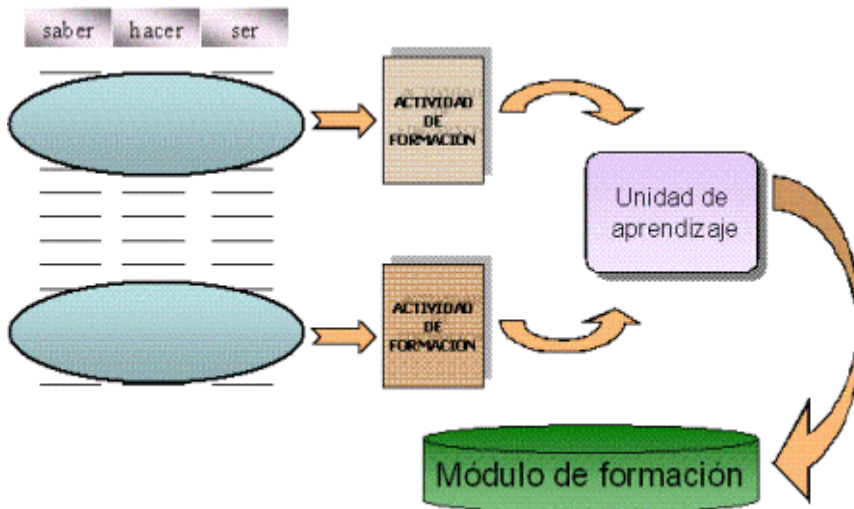 saber hacer ser
ACTIVIDAD
DE
FORMACIÓN
Unidad de
aprendizaje
ACTIVIDAD
DE
FORMACIÓN
Módulo de formación